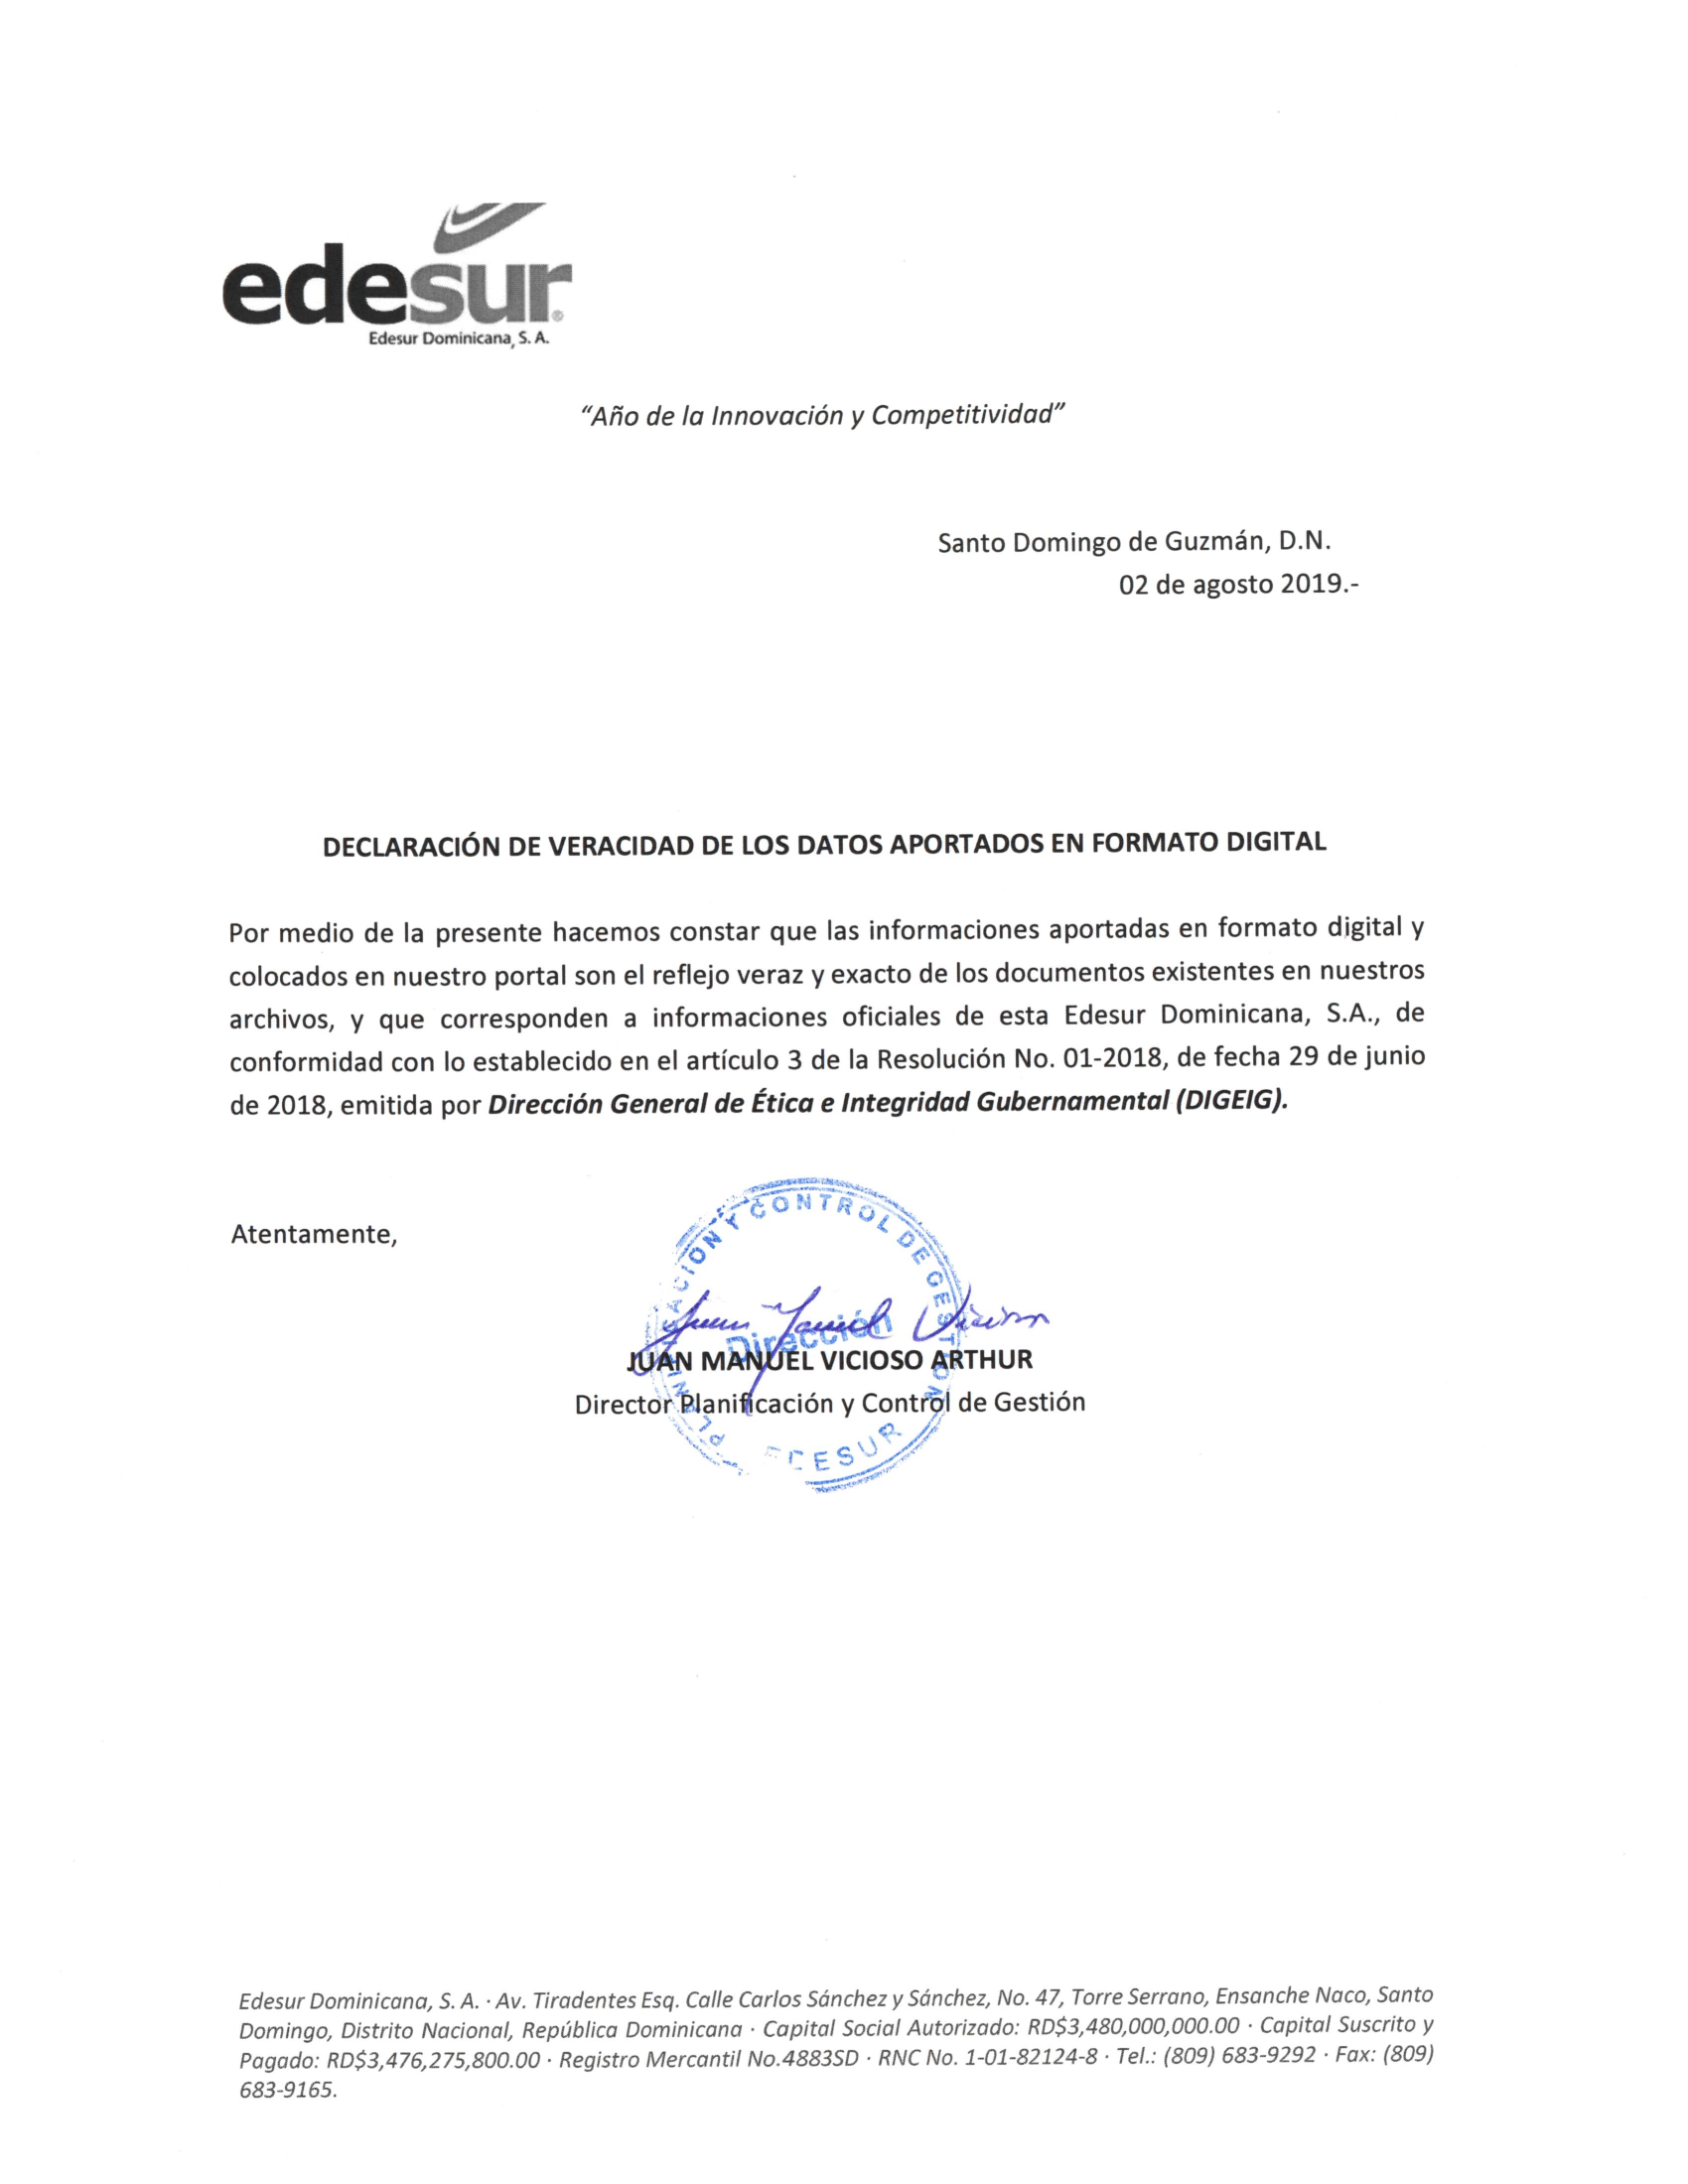 edesur®
Edesur Dominicana, S. A.
“Año de la Innovación y Competitividad”
Santo Domingo de Guzmán, D.N.
02 de agosto 2019.-
DECLARACIÓN DE VERACIDAD DE LOS DATOS APORTADOS EN FORMATO DIGITAL
Por medio de la presente hacemos constar que las informaciones aportadas en formato digital y
colocados en nuestro portal son el reflejo veraz y exacto de los documentos existentes en nuestros
archivos, y que corresponden a informaciones oficiales de esta Edesur Dominicana, S.A., de
conformidad con lo establecido en el artículo 3 de la Resolución No. 01-2018, de fecha 29 de junio
de 2018, emitida por Dirección General de Ética e Integridad Gubernamental (DIGEIG).
Atentamente,
PLANIFICACION Y CONTROL DE GESTION
Juan Manuel Vicioso
Dirección
JUAN MANUEL VICIOSO ARTHUR
Director Planificación y Control de Gestión
EDESUR
Edesur Dominicana, S. A. · Av. Tiradentes Esq. Calle Carlos Sánchez y Sánchez, No. 47, Torre Serrano, Ensanche Naco, Santo
Domingo, Distrito Nacional, República Dominicana · Capital Social Autorizado: RD$3,480,000,000.00 · Capital Suscrito y
Pagado: RD$3,476,275,800.00 · Registro Mercantil No.4883SD · RNC No. 1-01-82124-8 · Tel.: (809) 683-9292 · Fax: (809)
683-9165.